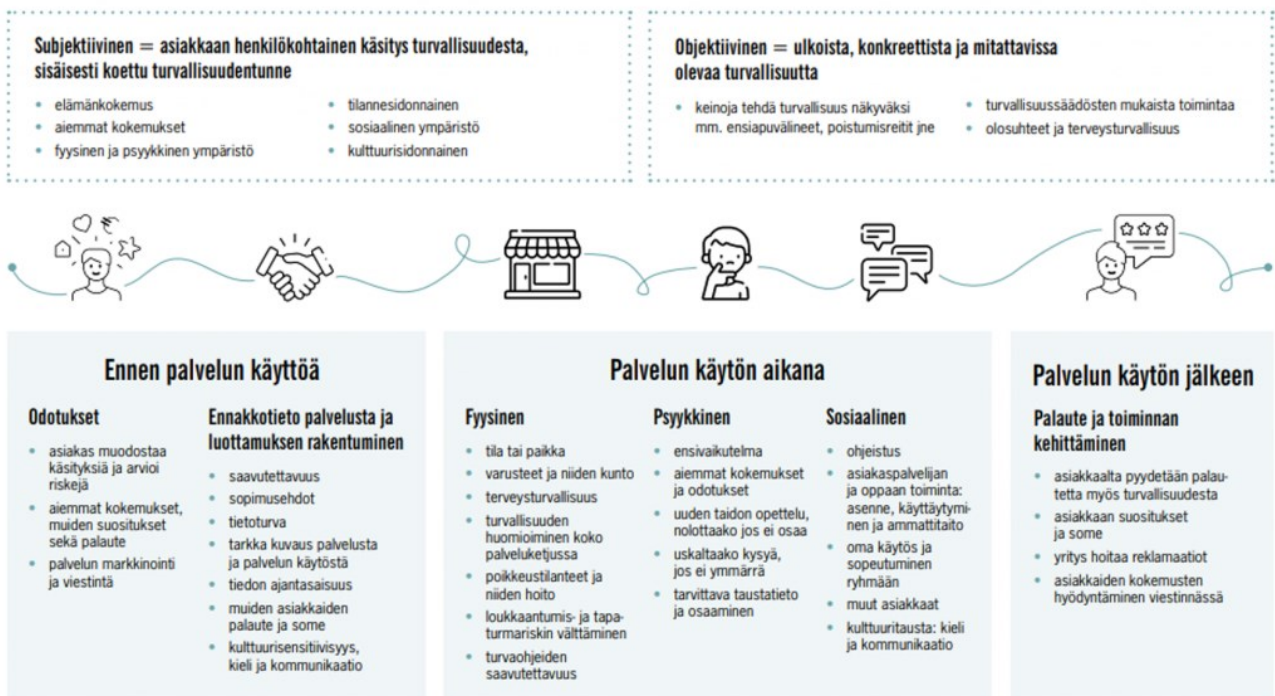 Subjektiivinen = asiakkaan henkilökohtainen käsitys turvallisuudesta,
sisäisesti koettu turvallisuudentunne
• elämänkokemus
• aiemmat kokemukset
• fyysinen ja psyykkinen ympäristö
• tilannesidonnainen
• sosiaalinen ympäristö
• kulttuurisidonnainen
Objektiivinen = ulkoista, konkreettista ja mitattavissa
olevaa turvallisuutta
• keinoja tehdä turvallisuus näkyväksi
mm. ensiapuvälineet, poistumisreitit jne
• turvallisuussäädösten mukaista toimintaa
• olosuhteet ja terveysturvallisuus
Ennen palvelun käyttöä
Odotukset
• asiakas muodostaa
käsityksiä ja arvioi
riskejä
• aiemmat kokemukset,
muiden suositukset
sekä palaute
• palvelun markkinointi
ja viestintä
Ennakkotieto palvelusta ja
luottamuksen rakentuminen
• saavutettavuus
• sopimusehdot
• tietoturva
• tarkka kuvaus palvelusta
ja palvelun käytöstä
• tiedon ajantasaisuus
• muiden asiakkaiden
palaute ja some
• kulttuurisensitiivisyys,
kieli ja kommunikaatio
Palvelun käytön aikana
Fyysinen
• tila tai paikka
• varusteet ja niiden kunto
• terveysturvallisuus
• turvallisuuden
huomioiminen koko
palveluketjussa
• poikkeustilanteet ja
niiden hoito
• loukkaantumis- ja tapa-
turmariskin välttäminen
• turvaohjeiden
saavutettavuus
Psyykkinen
• ensivaikutelma
• aiemmat kokemukset
ja odotukset
• uuden taidon opettelu,
nolottaako jos ei osaa
• uskaltaako kysyä,
jos ei ymmärrä
• tarvittava taustatieto
ja osaaminen
Sosiaalinen
• ohjeistus
• asiakaspalvelijan
ja oppaan toiminta:
asenne, käyttäytymi-
nen ja ammattitaito
• oma käytös ja
sopeutuminen
ryhmään
• muut asiakkaat
• kulttuuritausta: kieli
ja kommunikaatio
Palvelun käytön jälkeen
Palaute ja toiminnan
kehittäminen
• asiakkaalta pyydetään palau-
tetta myös turvallisuudesta
• asiakkaan suositukset
ja some
• yritys hoitaa reklamaatiot
• asiakkaiden kokemusten
hyödyntäminen viestinnässä